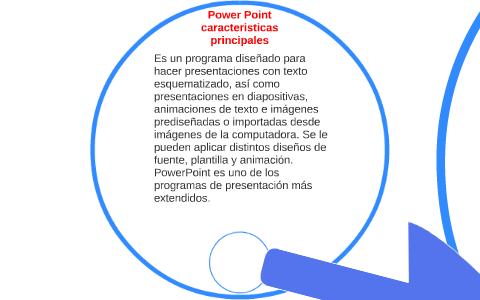 Power Point
caracteristicas
principales
Es un programa diseñado para
hacer presentaciones con texto
esquematizado, así como
presentaciones en diapositivas,
animaciones de texto e imágenes
prediseñadas o importadas desde
imágenes de la computadora. Se le
pueden aplicar distintos diseños de
fuente, plantilla y animación.
PowerPoint es uno de los
programas de presentación más
extendidos.